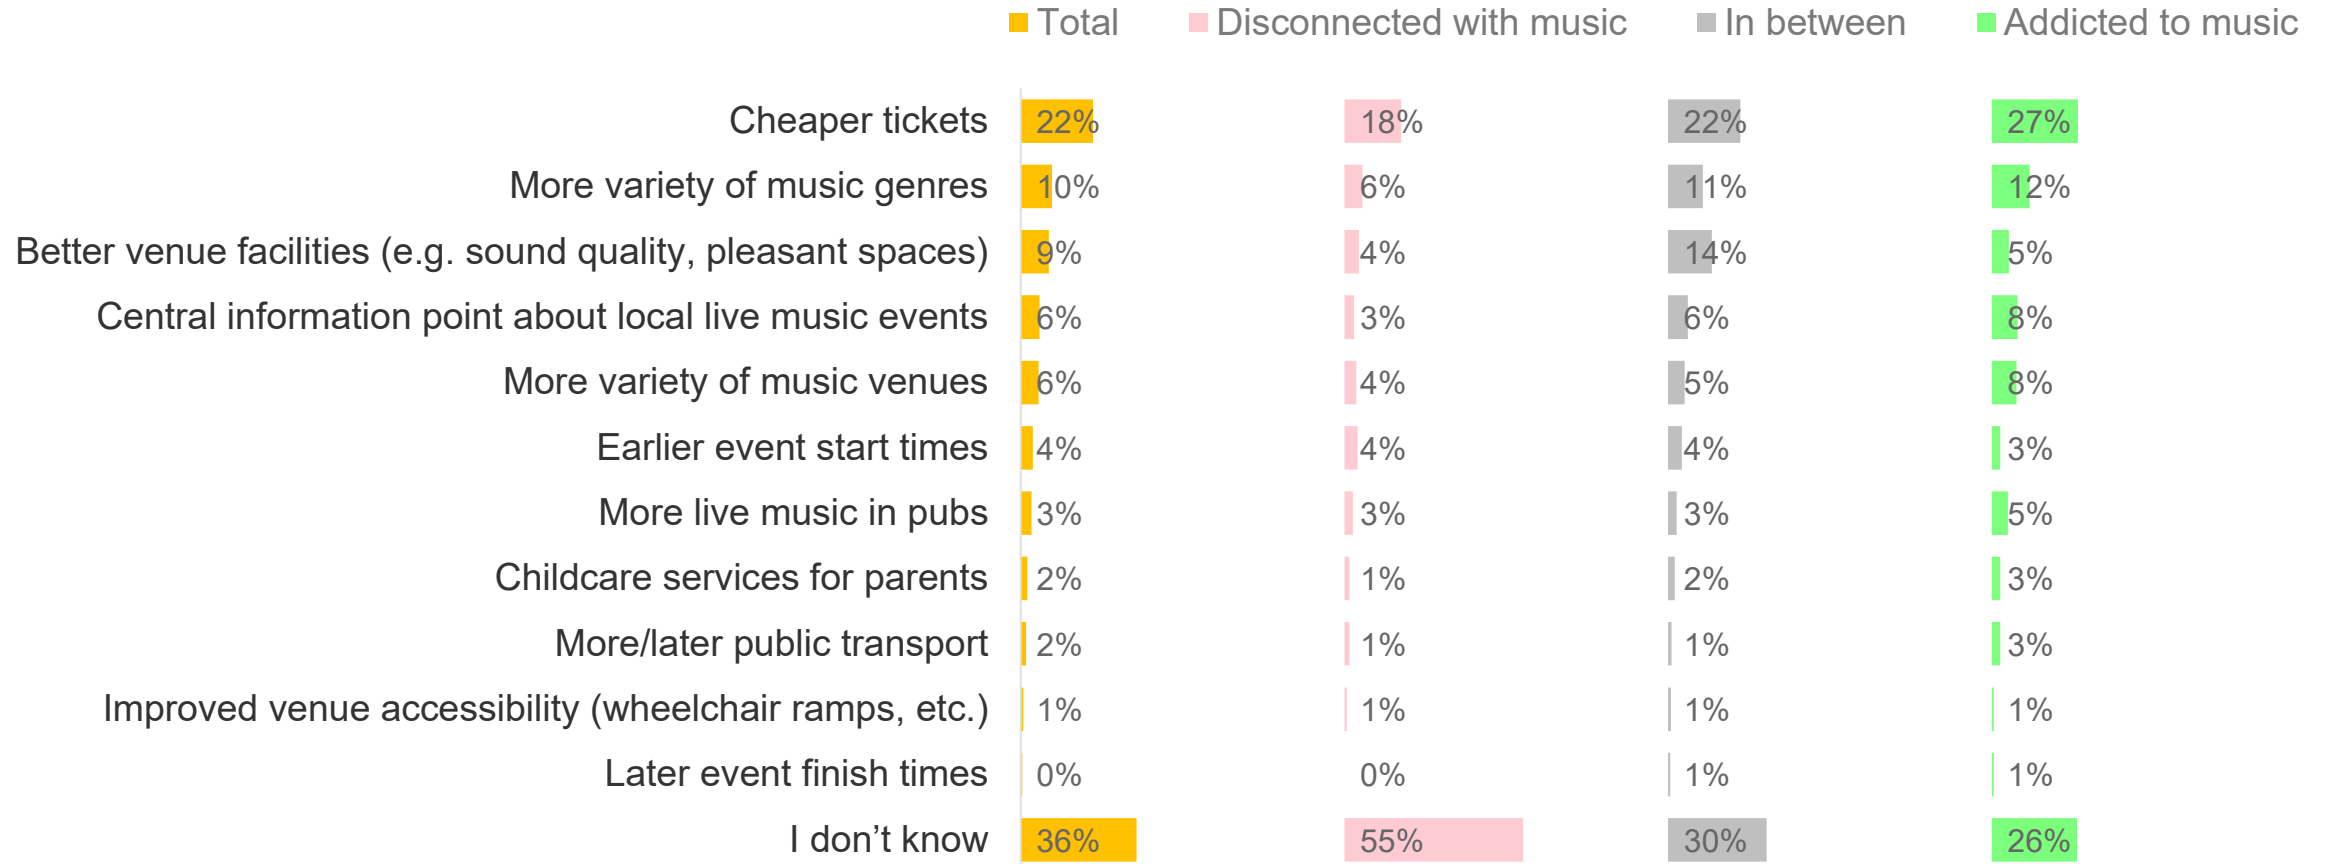 Total Disconnected with music In between Addicted to music
Cheaper tickets 22% 18% 22% 27%
More variety of music genres 10% 6% 11% 12%
Better venue facilities (e.g. sound quality, pleasant spaces) 9% 4% 14% 5%
Central information point about local live music events 6% 3% 6% 8%
More variety of music venues 6% 4% 5% 8%
Earlier event start times 4% 4% 4% 3%
More live music in pubs 3% 3% 3% 5%
Childcare services for parents 2% 1% 2% 3%
More/later public transport 2% 1% 1% 3%
Improved venue accessibility (wheelchair ramps, etc.) 1% 1% 1% 1%
Later event finish times 0% 0% 1% 1%
I don’t know 36% 55% 30% 26%